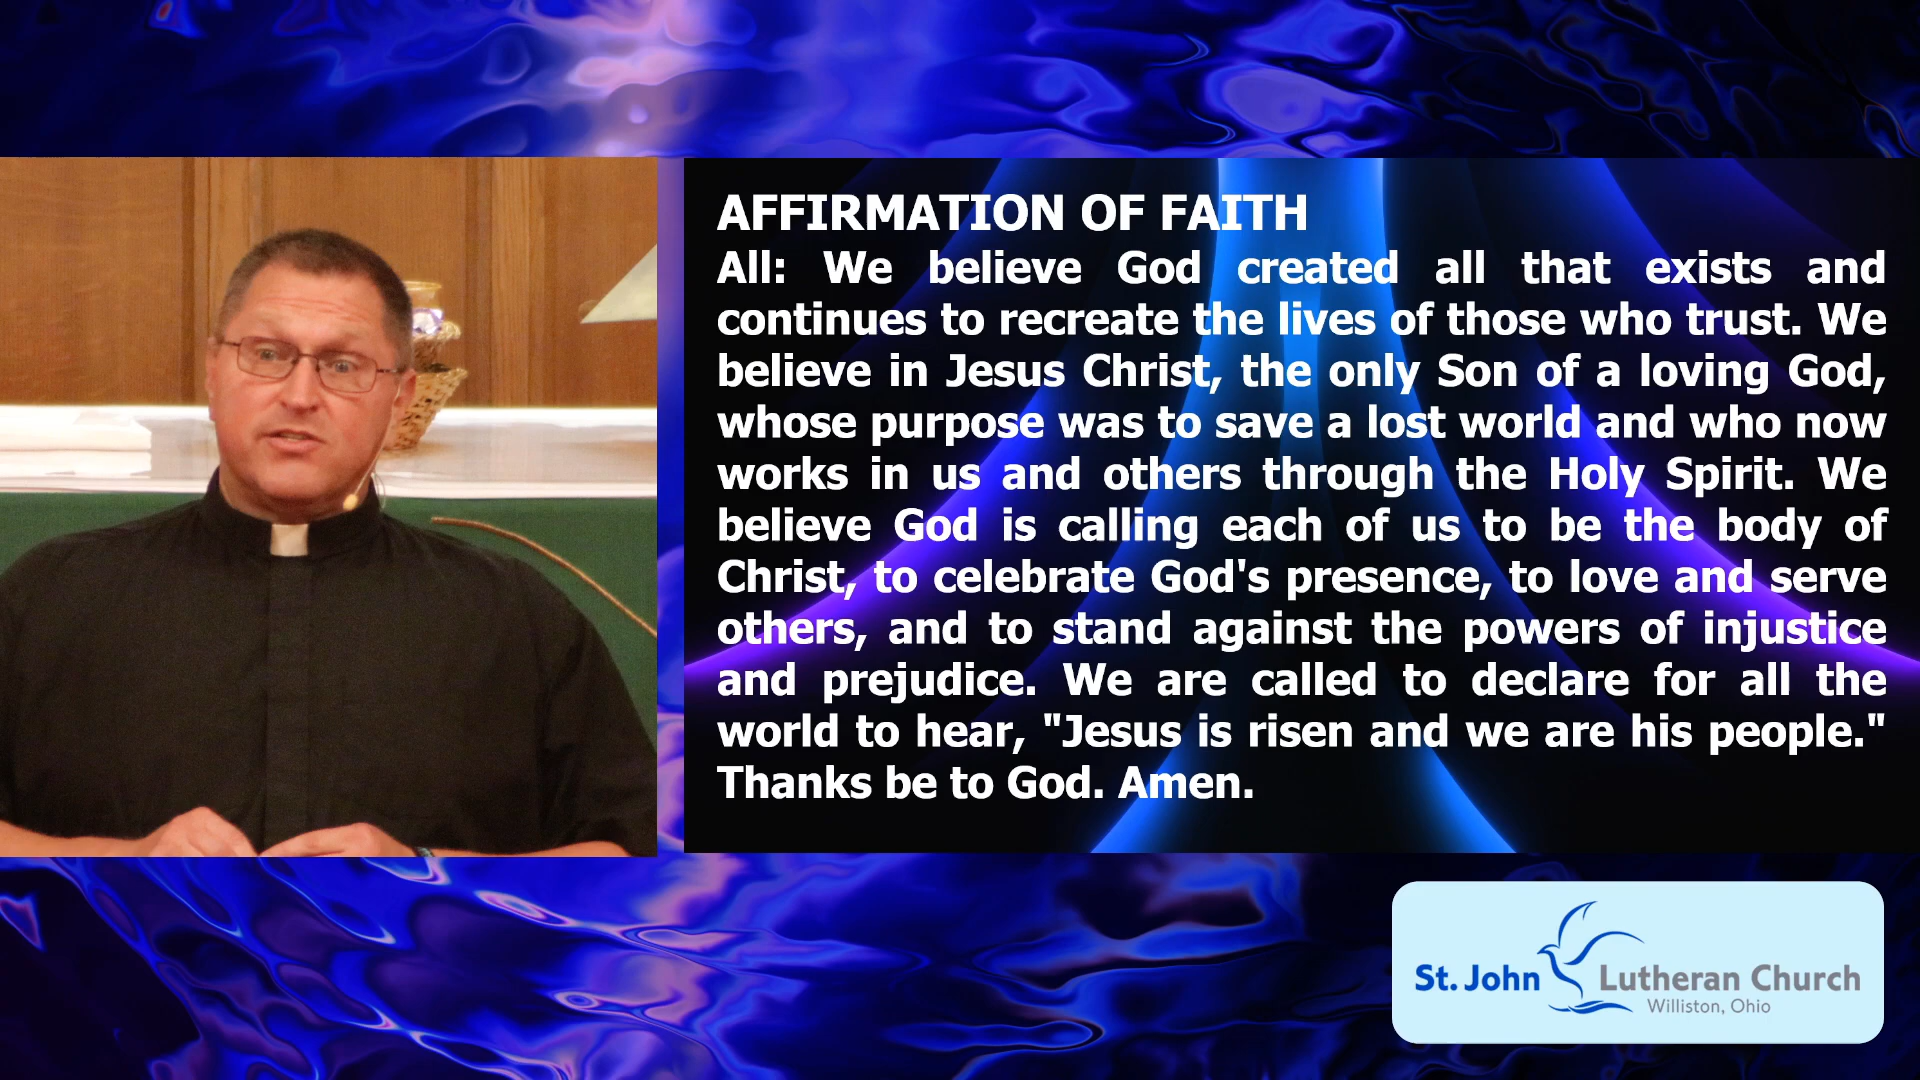 AFFIRMATION OF FAITH
All: We believe God created all that exists and
continues to recreate the lives of those who trust. We
believe in Jesus Christ, the only Son of a loving God,
whose purpose was to save a lost world and who now
works in us and others through the Holy Spirit. We
believe God is calling each of us to be the body of
Christ, to celebrate God's presence, to love and serve
others, and to stand against the powers of injustice
and prejudice. We are called to declare for all the
world to hear, "Jesus is risen and we are his people."
Thanks be to God. Amen.
St. John Lutheran Church
Williston, Ohio